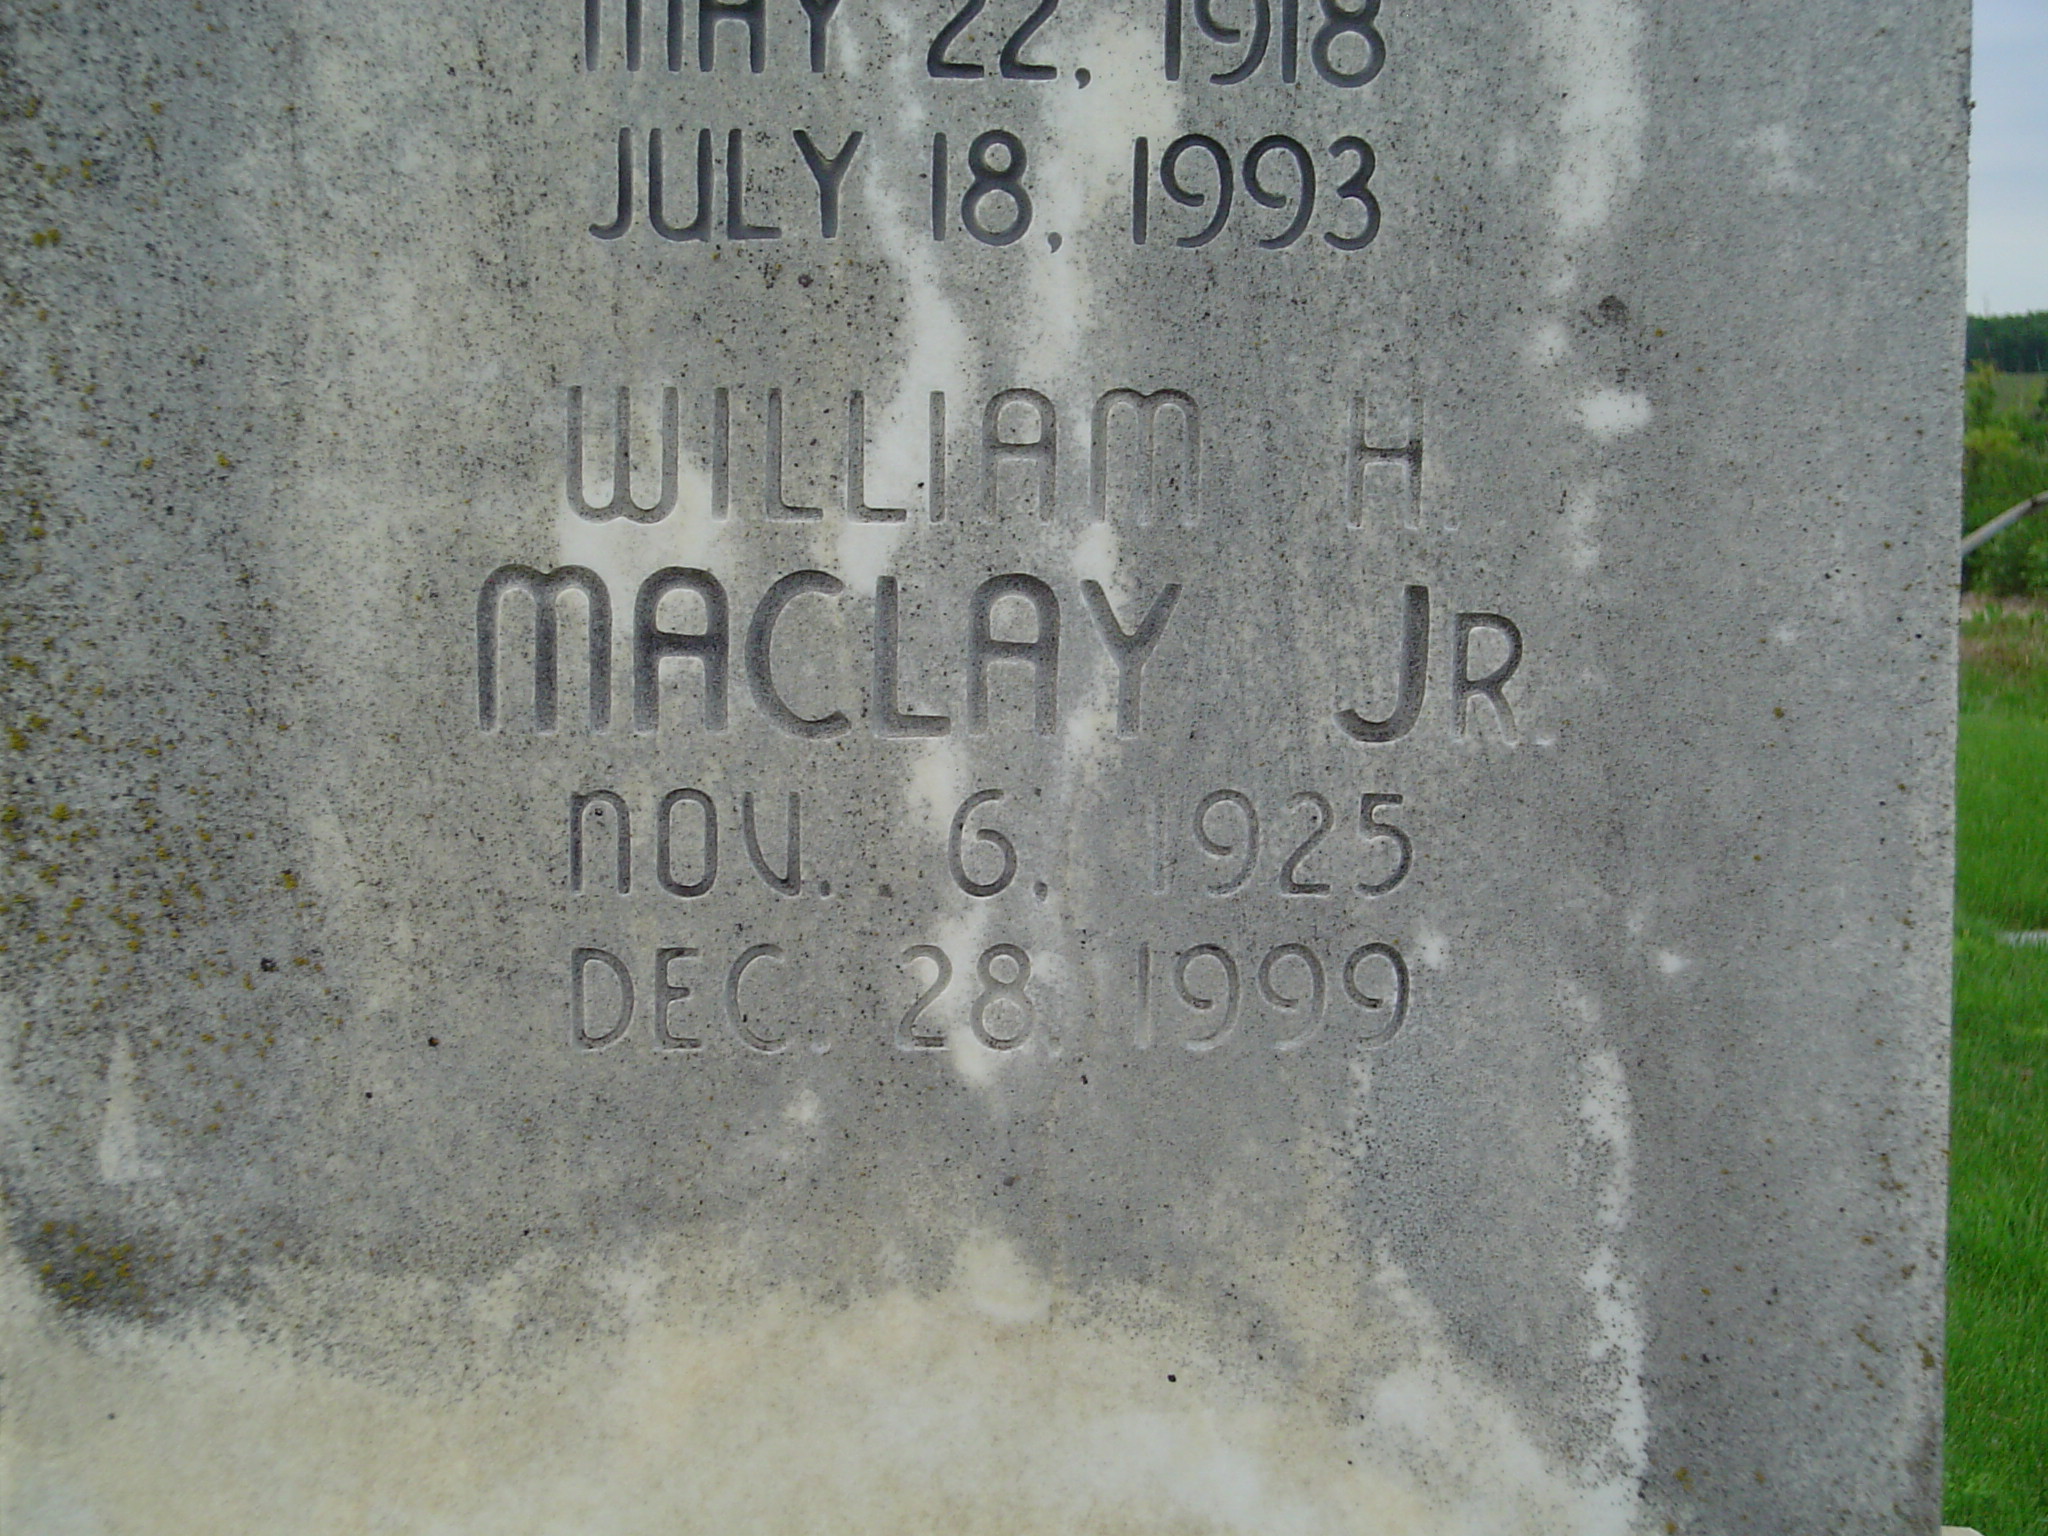 MAY 22, 1918
JULY 18, 1993
WILLIAM H.
MACLAY JR.
NOV. 6, 1925
DEC. 28, 1999